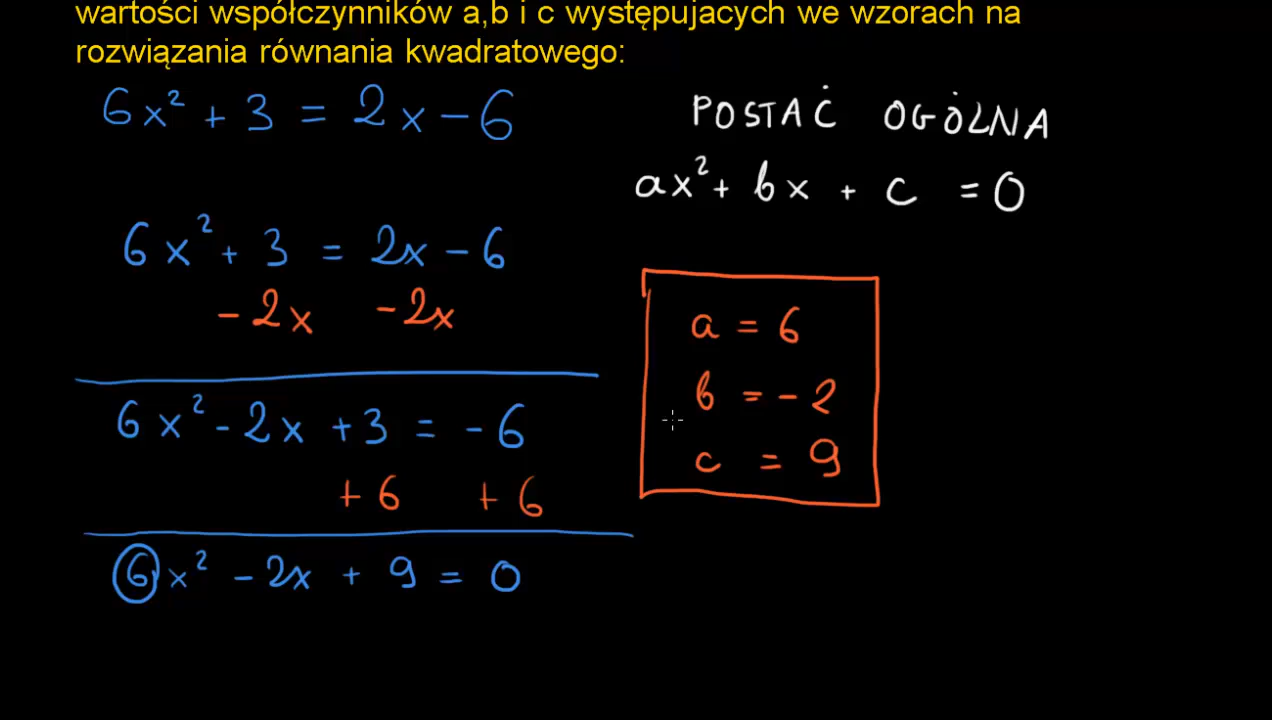 wartości współczynników a,b i c występujacych we wzorach na
rozwiązania równania kwadratowego:
6x² + 3 = 2x - 6
POSTAĆ OGÓLNA
ax² + bx + c = 0
6x² + 3 = 2x - 6
- 2x - 2x
6x² - 2x + 3 = - 6
+ 6 + 6
6x² - 2x + 9 = 0
a = 6
b = - 2
c = 9